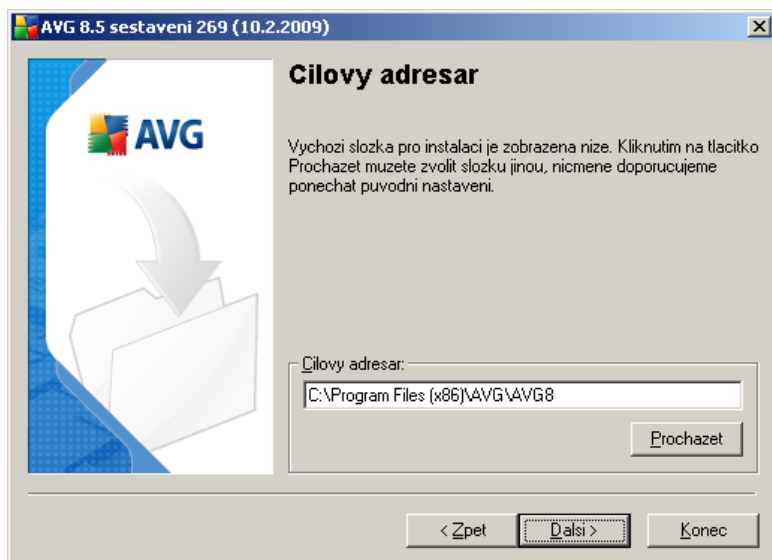 AVG 8.5 sestaveni 269 (10.2.2009)
AVG
Cilovy adresar
Vychozi slozka pro instalaci je zobrazena nize. Kliknutim na tlacitko
Prochazet muzete zvolit slozku jinou, nicmene doporucujeme
ponechat puvodni nastaveni.
Cilovy adresar:
C:\Program Files (x86)\AVG\AVG8
Prochazet
< Zpet
Dalsi >
Konec